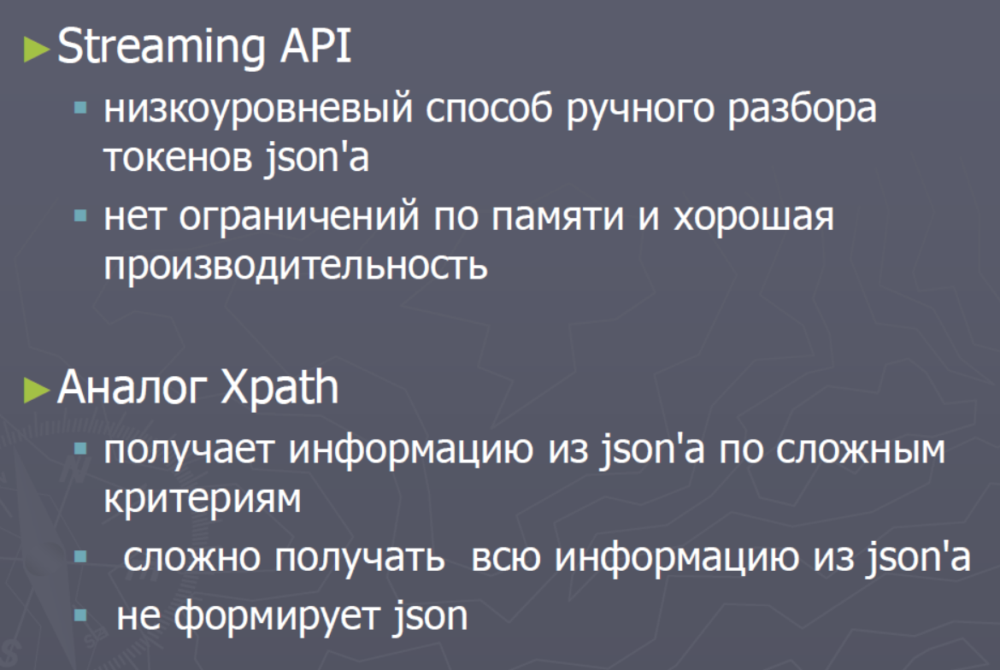 Streaming API
низкоуровневый способ ручного разбора
токенов json'а
нет ограничений по памяти и хорошая
производительность
Аналог Xpath
получает информацию из json'а по сложным
критериям
сложно получать всю информацию из json'а
не формирует json
N
E
SE
S